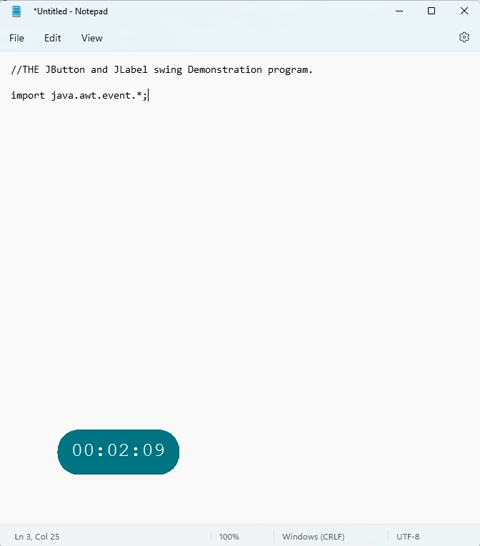 *Untitled - Notepad
File Edit View
//THE JButton and JLabel swing Demonstration program.
import java.awt.event.*;
00:02:09
Ln 3, Col 25 100% Windows (CRLF) UTF-8